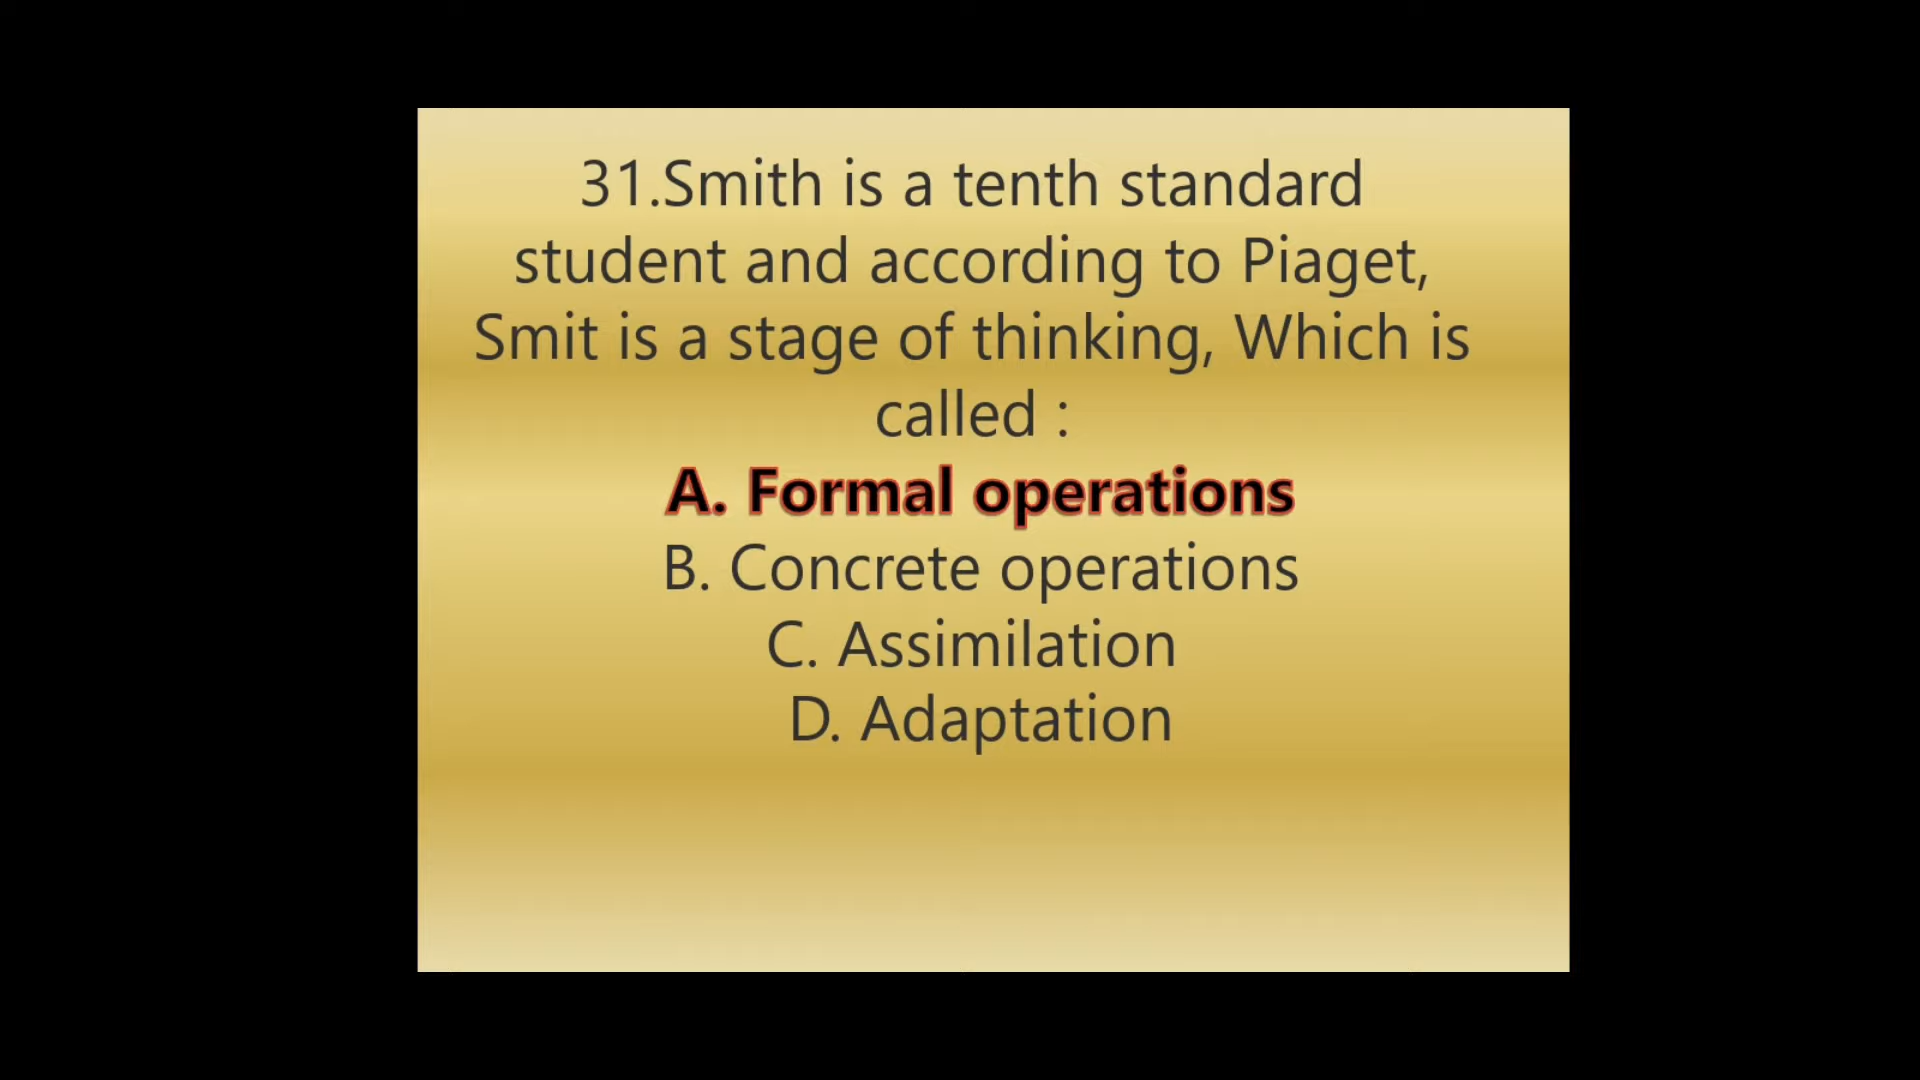 31.Smith is a tenth standard
student and according to Piaget,
Smit is a stage of thinking, Which is
called :
A. Formal operations
B. Concrete operations
C. Assimilation
D. Adaptation